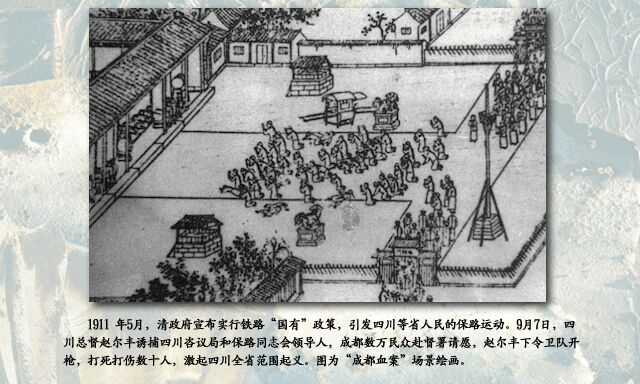 1911 年5月，清政府宣布实行铁路“国有”政策，引发四川等省人民的保路运动。9月7日，四
川总督赵尔丰诱捕四川咨议局和保路同志会领导人，成都数万民众赴督署请愿，赵尔丰下令卫队开
枪，打死打伤数十人，激起四川全省范围起义。图为“成都血案”场景绘画。